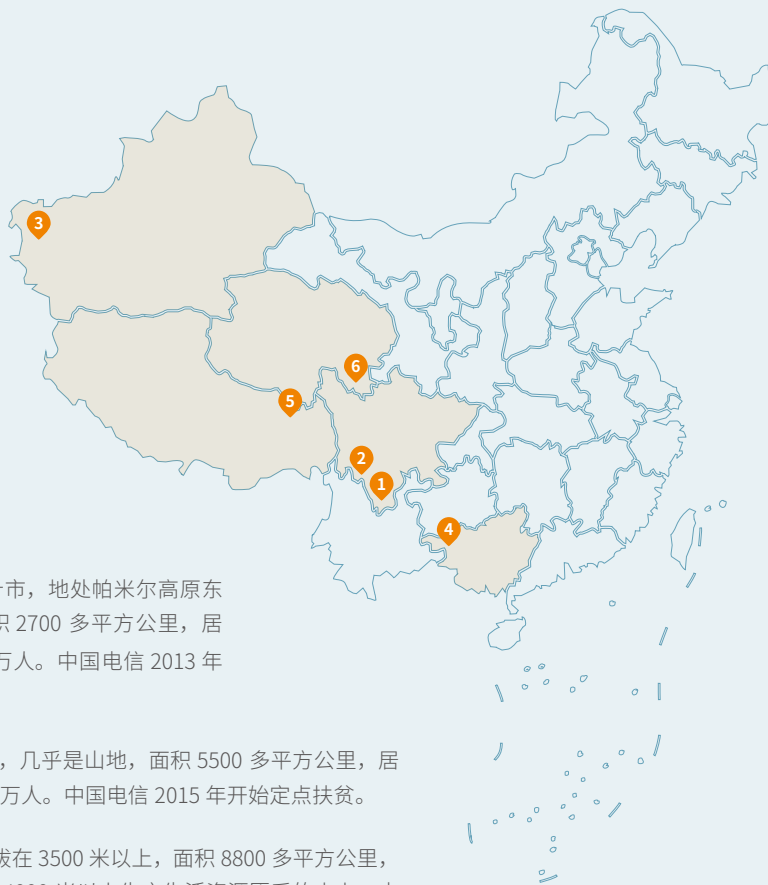 3
6
5
2
1
4
市，地处帕米尔高原东
积 2700 多平方公里，居
万人。中国电信 2013 年
，几乎是山地，面积 5500 多平方公里，居
万人。中国电信 2015 年开始定点扶贫。
拔在 3500 米以上，面积 8800 多平方公里，